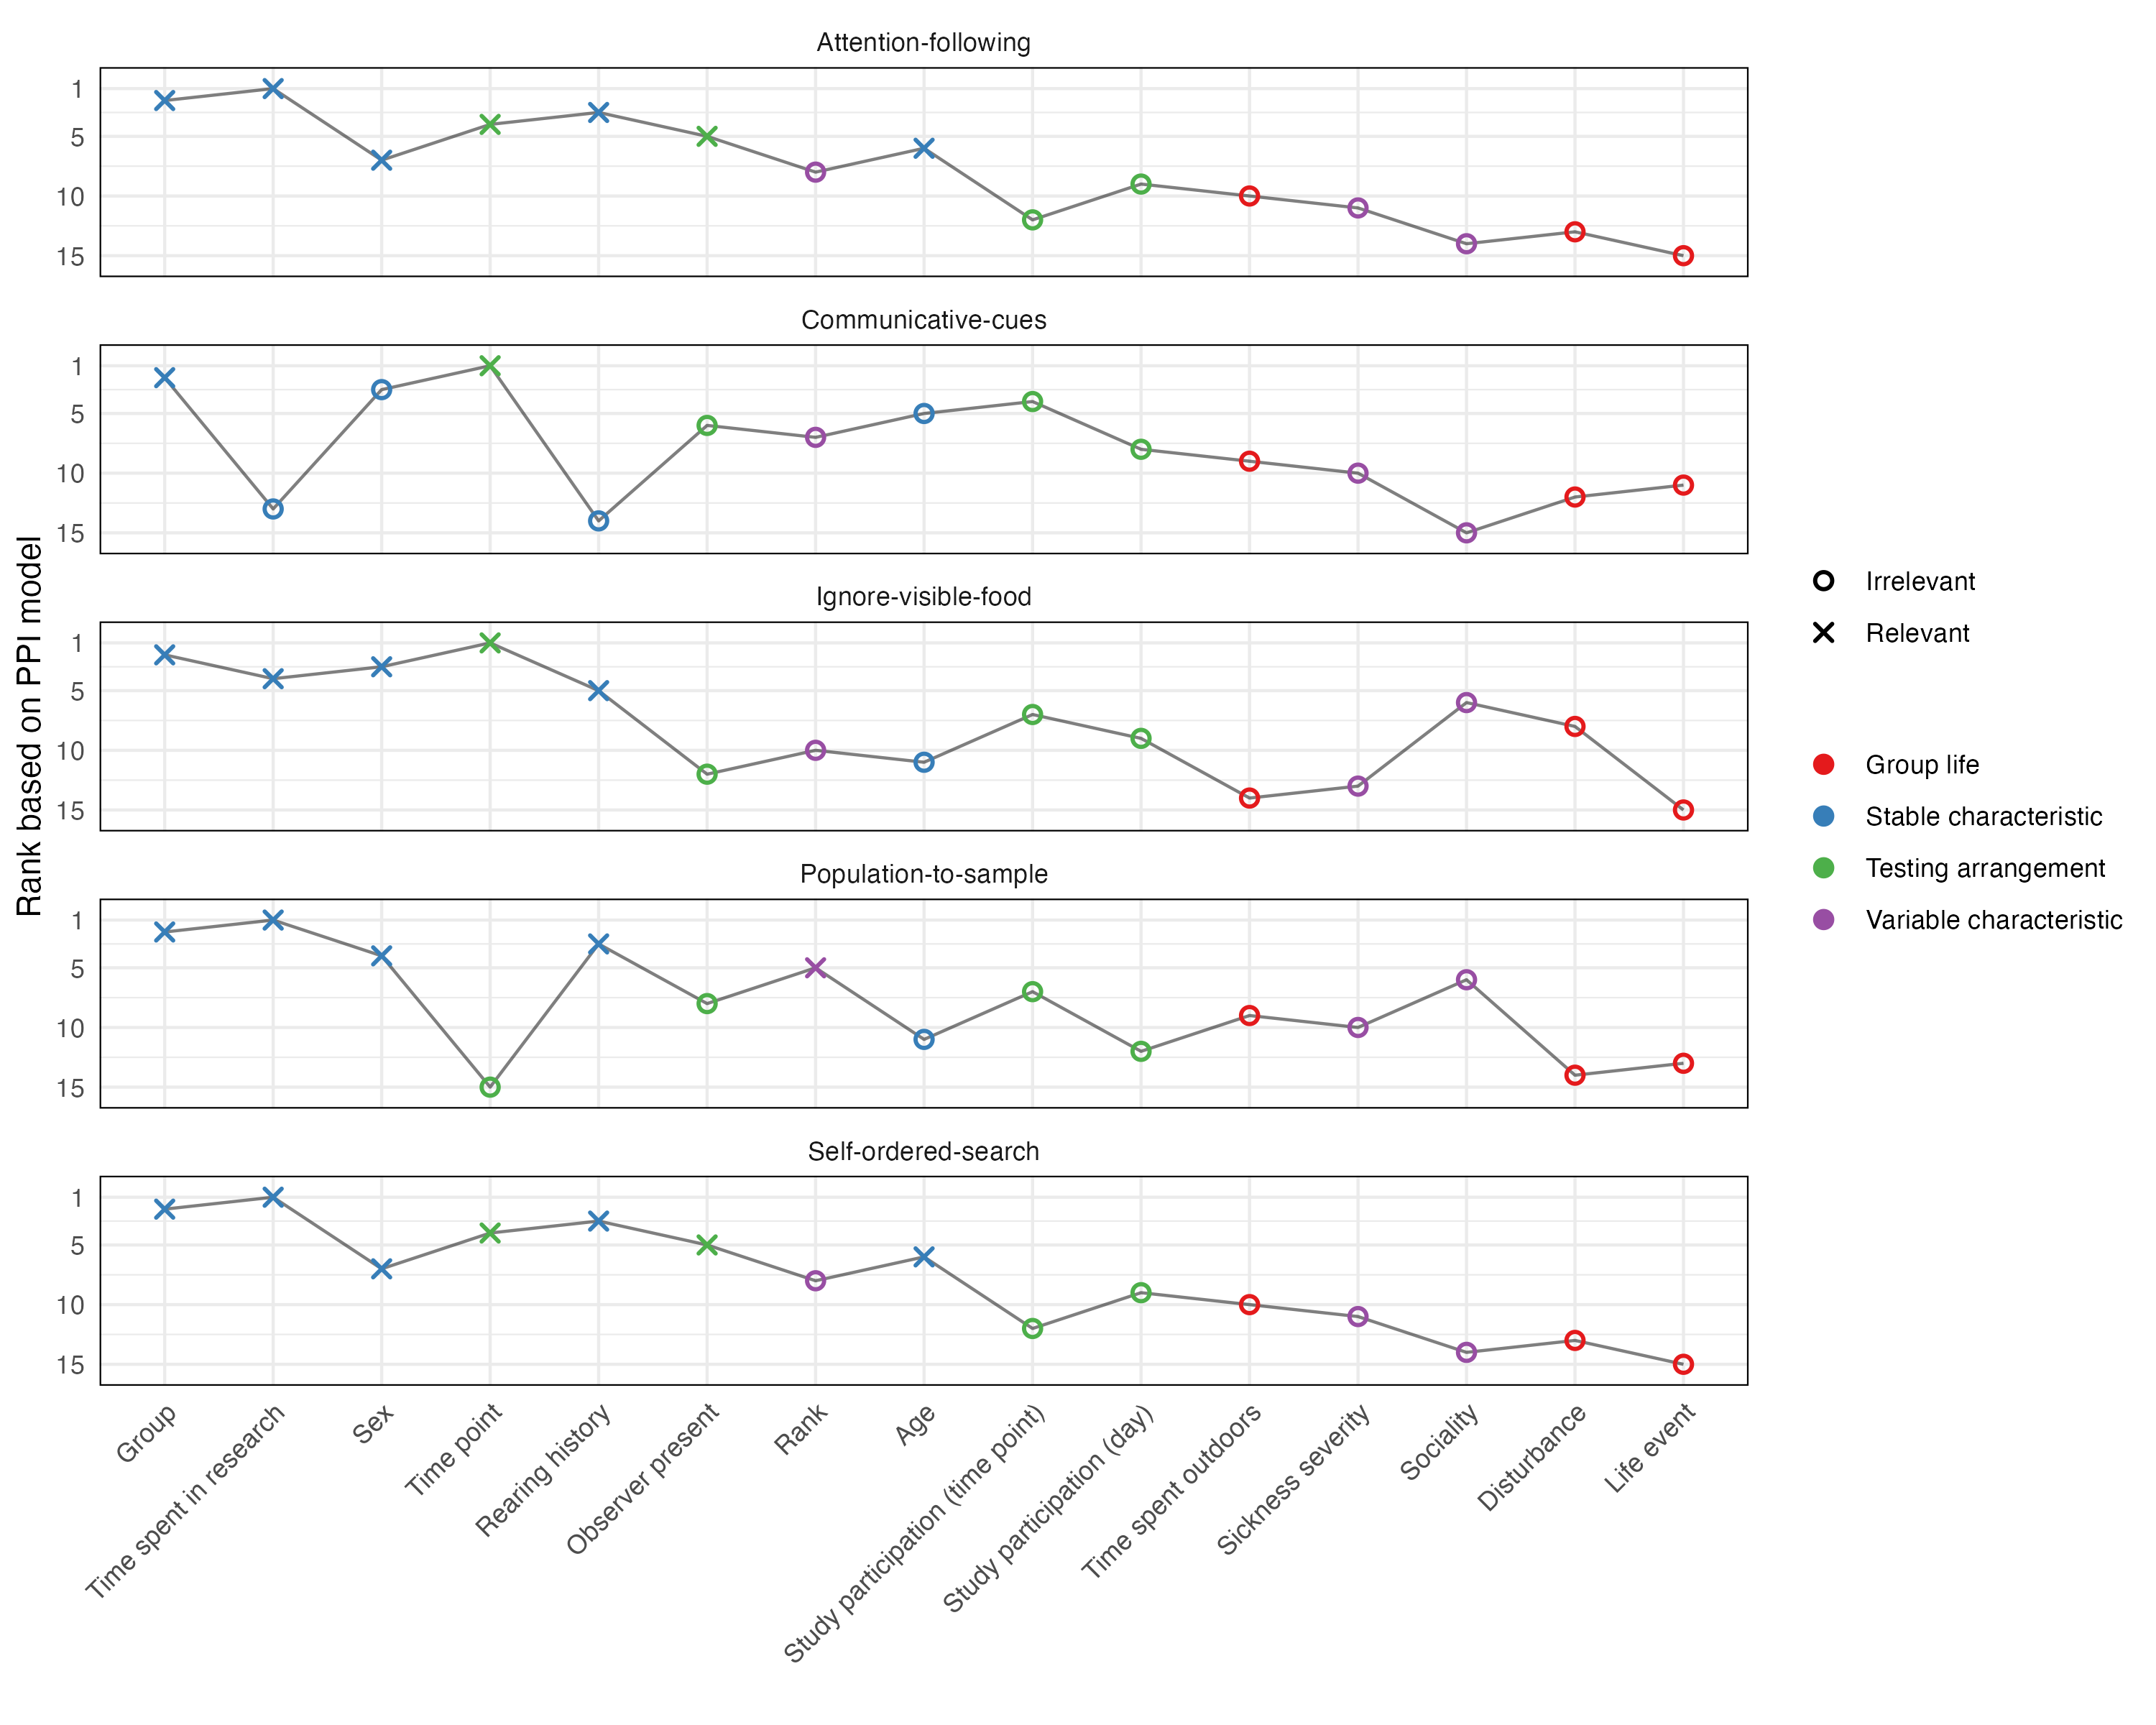 Attention-following
1
5
10
15
Communicative-cues
1
5
10
15
Ignore-visible-food
1
5
10
15
Population-to-sample
1
5
10
15
Self-ordered-search
1
5
10
15
Rank based on PPI model
Group
Time spent in research
Sex
Time point
Rearing history
Observer present
Rank
Age
Study participation (time point)
Study participation (day)
Time spent outdoors
Sickness severity
Sociality
Disturbance
Life event
Irrelevant
Relevant
Group life
Stable characteristic
Testing arrangement
Variable characteristic